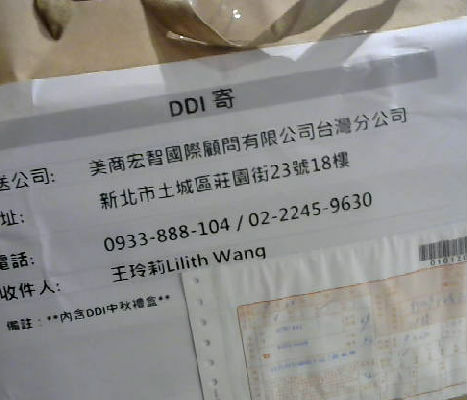 DDI 寄
送公司: 美商宏智國際顧問有限公司台灣分公司
址: 新北市土城區莊園街23號18樓
電話: 0933-888-104 / 02-2245-9630
收件人: 王玲莉Lilith Wang
備註：**內含DDI中秋禮盒**